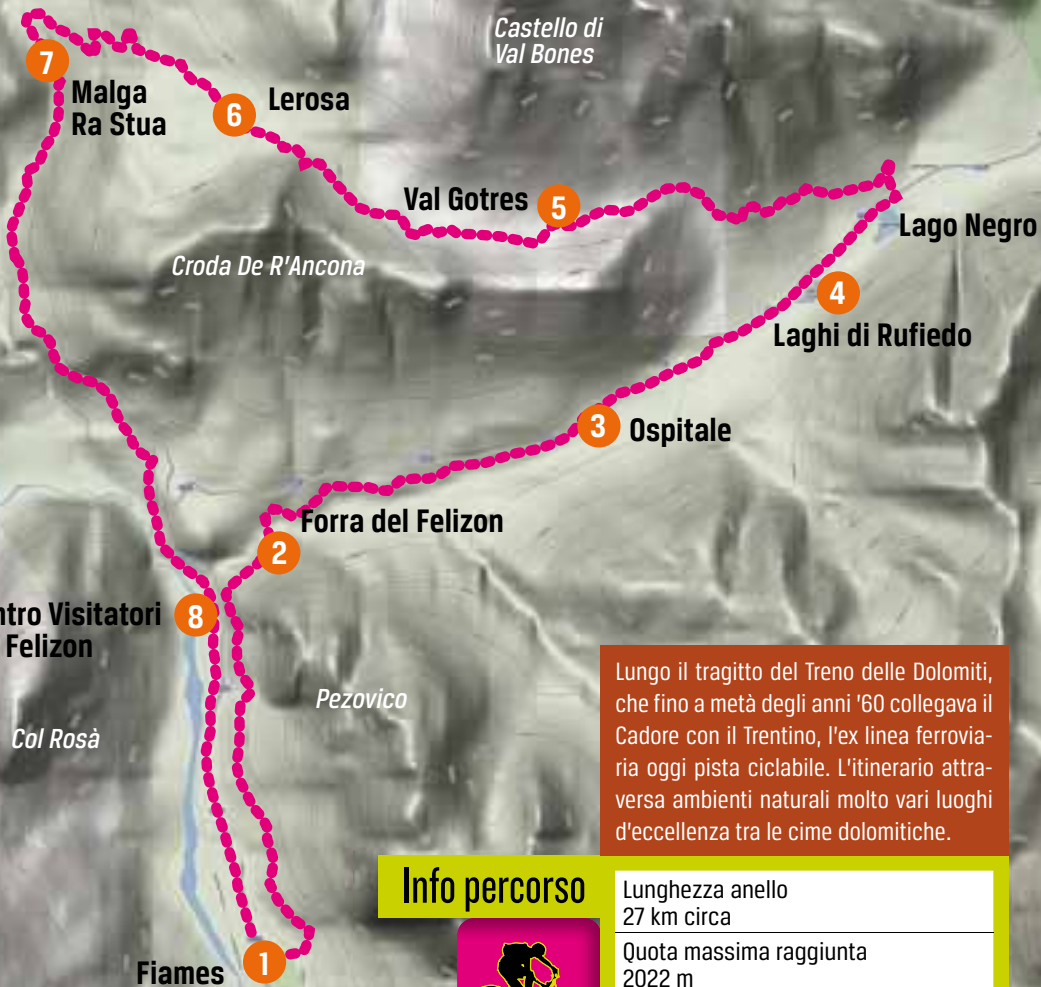 Castello di
Val Bones
7
Malga
Ra Stua
6
Lerosa
Val Gotres
5
Lago Negro
Croda De R'Ancona
4
Laghi di Rufiedo
3
Ospitale
Forra del Felizon
2
ntro Visitatori
Felizon
8
Pezovico
Col Rosà
Lungo il tragitto del Treno delle Dolomiti,
che fino a metà degli anni '60 collegava il
Cadore con il Trentino, l'ex linea ferrovia-
ria oggi pista ciclabile. L'itinerario attra-
versa ambienti naturali molto vari luoghi
d'eccellenza tra le cime dolomitiche.
Info percorso
Lunghezza anello
27 km circa
Quota massima raggiunta
2022 m
Fiames
1